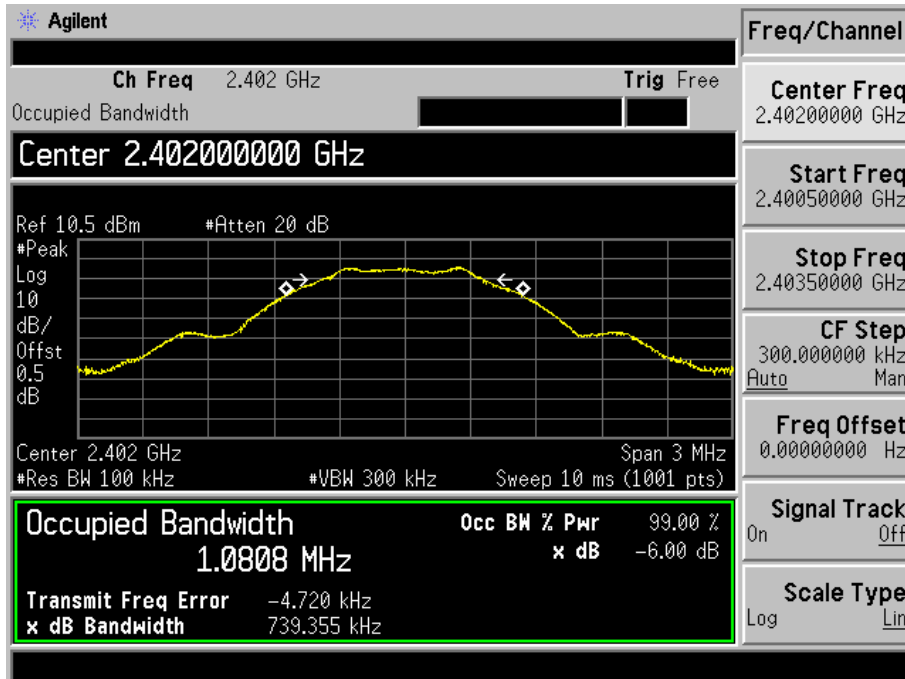 Agilent
Freq/Channel
Ch Freq 2.402 GHz Trig Free
Occupied Bandwidth
Center 2.402000000 GHz
Ref 10.5 dBm #Atten 20 dB
#Peak
Log
10
dB/
Offst
0.5
dB
Center 2.402 GHz Span 3 MHz
#Res BW 100 kHz #VBW 300 kHz Sweep 10 ms (1001 pts)
Occupied Bandwidth
1.0808 MHz
Occ BW % Pwr 99.00 %
x dB -6.00 dB
Transmit Freq Error -4.720 kHz
x dB Bandwidth 739.355 kHz
Center Freq
2.40200000 GHz
Start Freq
2.40050000 GHz
Stop Freq
2.40350000 GHz
CF Step
300.000000 kHz
Auto Man
Freq Offset
0.00000000 Hz
Signal Track
On Off
Scale Type
Log Lin